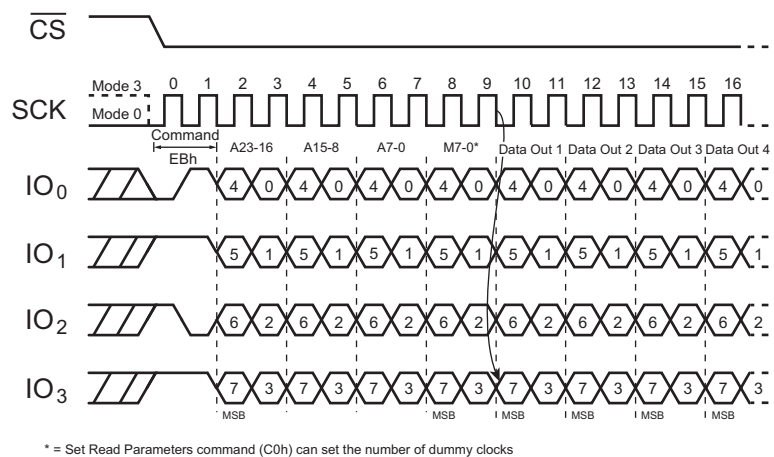 CS
Mode 3
Mode 0
SCK
0 1 2 3 4 5 6 7 8 9 10 11 12 13 14 15 16
Command
EBh
A23-16 A15-8 A7-0 M7-0* Data Out 1 Data Out 2 Data Out 3 Data Out 4
IO0 4 0 4 0 4 0 4 0 4 0 4 0 4 0 4 0
IO1 5 1 5 1 5 1 5 1 5 1 5 1 5 1 5 1
IO2 6 2 6 2 6 2 6 2 6 2 6 2 6 2 6 2
IO3 7 3 7 3 7 3 7 3 7 3 7 3 7 3 7 3
MSB MSB MSB MSB MSB MSB
* = Set Read Parameters command (C0h) can set the number of dummy clocks